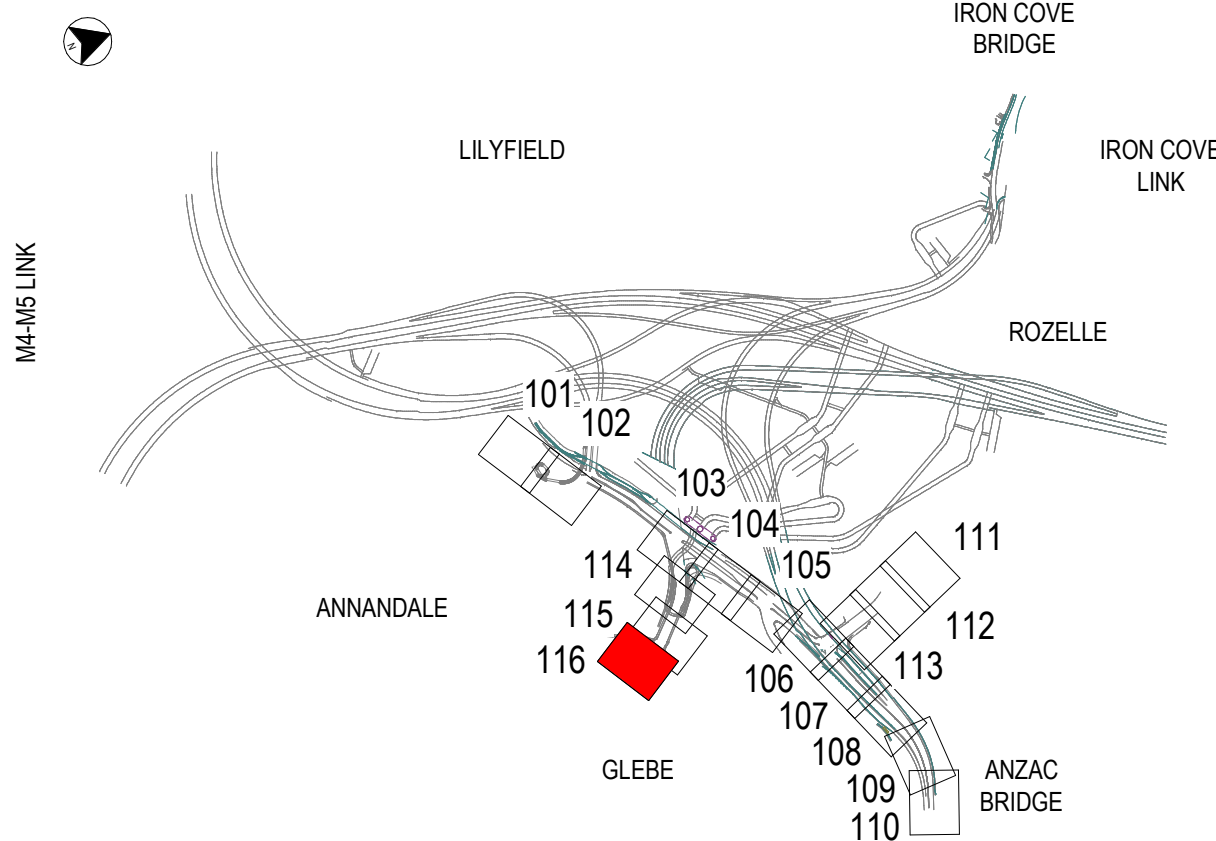 IRON COVE
BRIDGE
N
LILYFIELD
IRON COVE
LINK
M4-M5 LINK
ROZELLE
101
102
103
104
105
111
114
ANNANDALE
115
112
116
113
106
107
108
GLEBE
ANZAC
BRIDGE
109
110